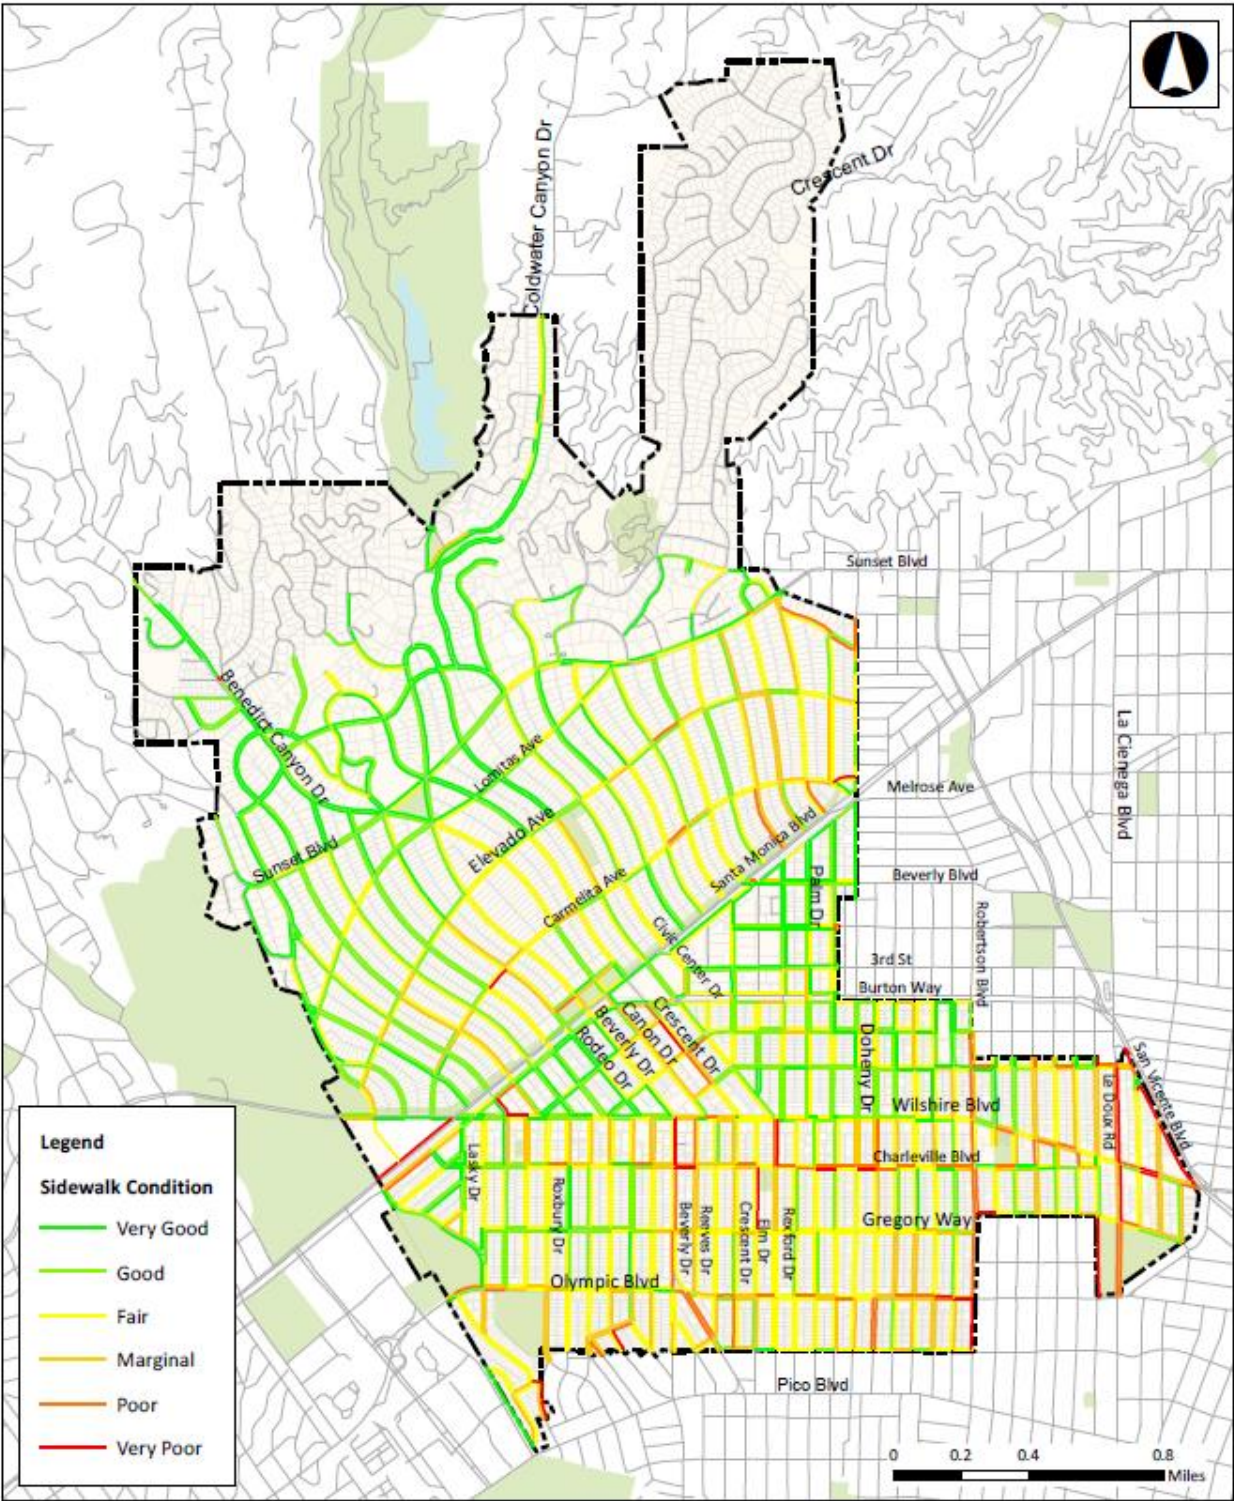 Coldwater Canyon Dr
Crescent Dr
Sunset Blvd
Benedict Canyon Dr
La Cienega Blvd
Lomitas Ave
Melrose Ave
Elevado Ave
Sunset Blvd
Santa Monica Blvd
Palm Dr
Beverly Blvd
Carmelita Ave
Robertson Blvd
Civic Center Dr
3rd St
Burton Way
Crescent Dr
Canon Dr
Beverly Dr
Rodeo Dr
Doheny Dr
San Vicente Blvd
Le Doux Rd
Wilshire Blvd
Charleville Blvd
Lasky Dr
Roxbury Dr
Beverly Dr
Reeves Dr
Crescent Dr
Elm Dr
Rexford Dr
Gregory Way
Olympic Blvd
Pico Blvd
Legend
Sidewalk Condition
Very Good
Good
Fair
Marginal
Poor
Very Poor
0 0.2 0.4 0.8
Miles